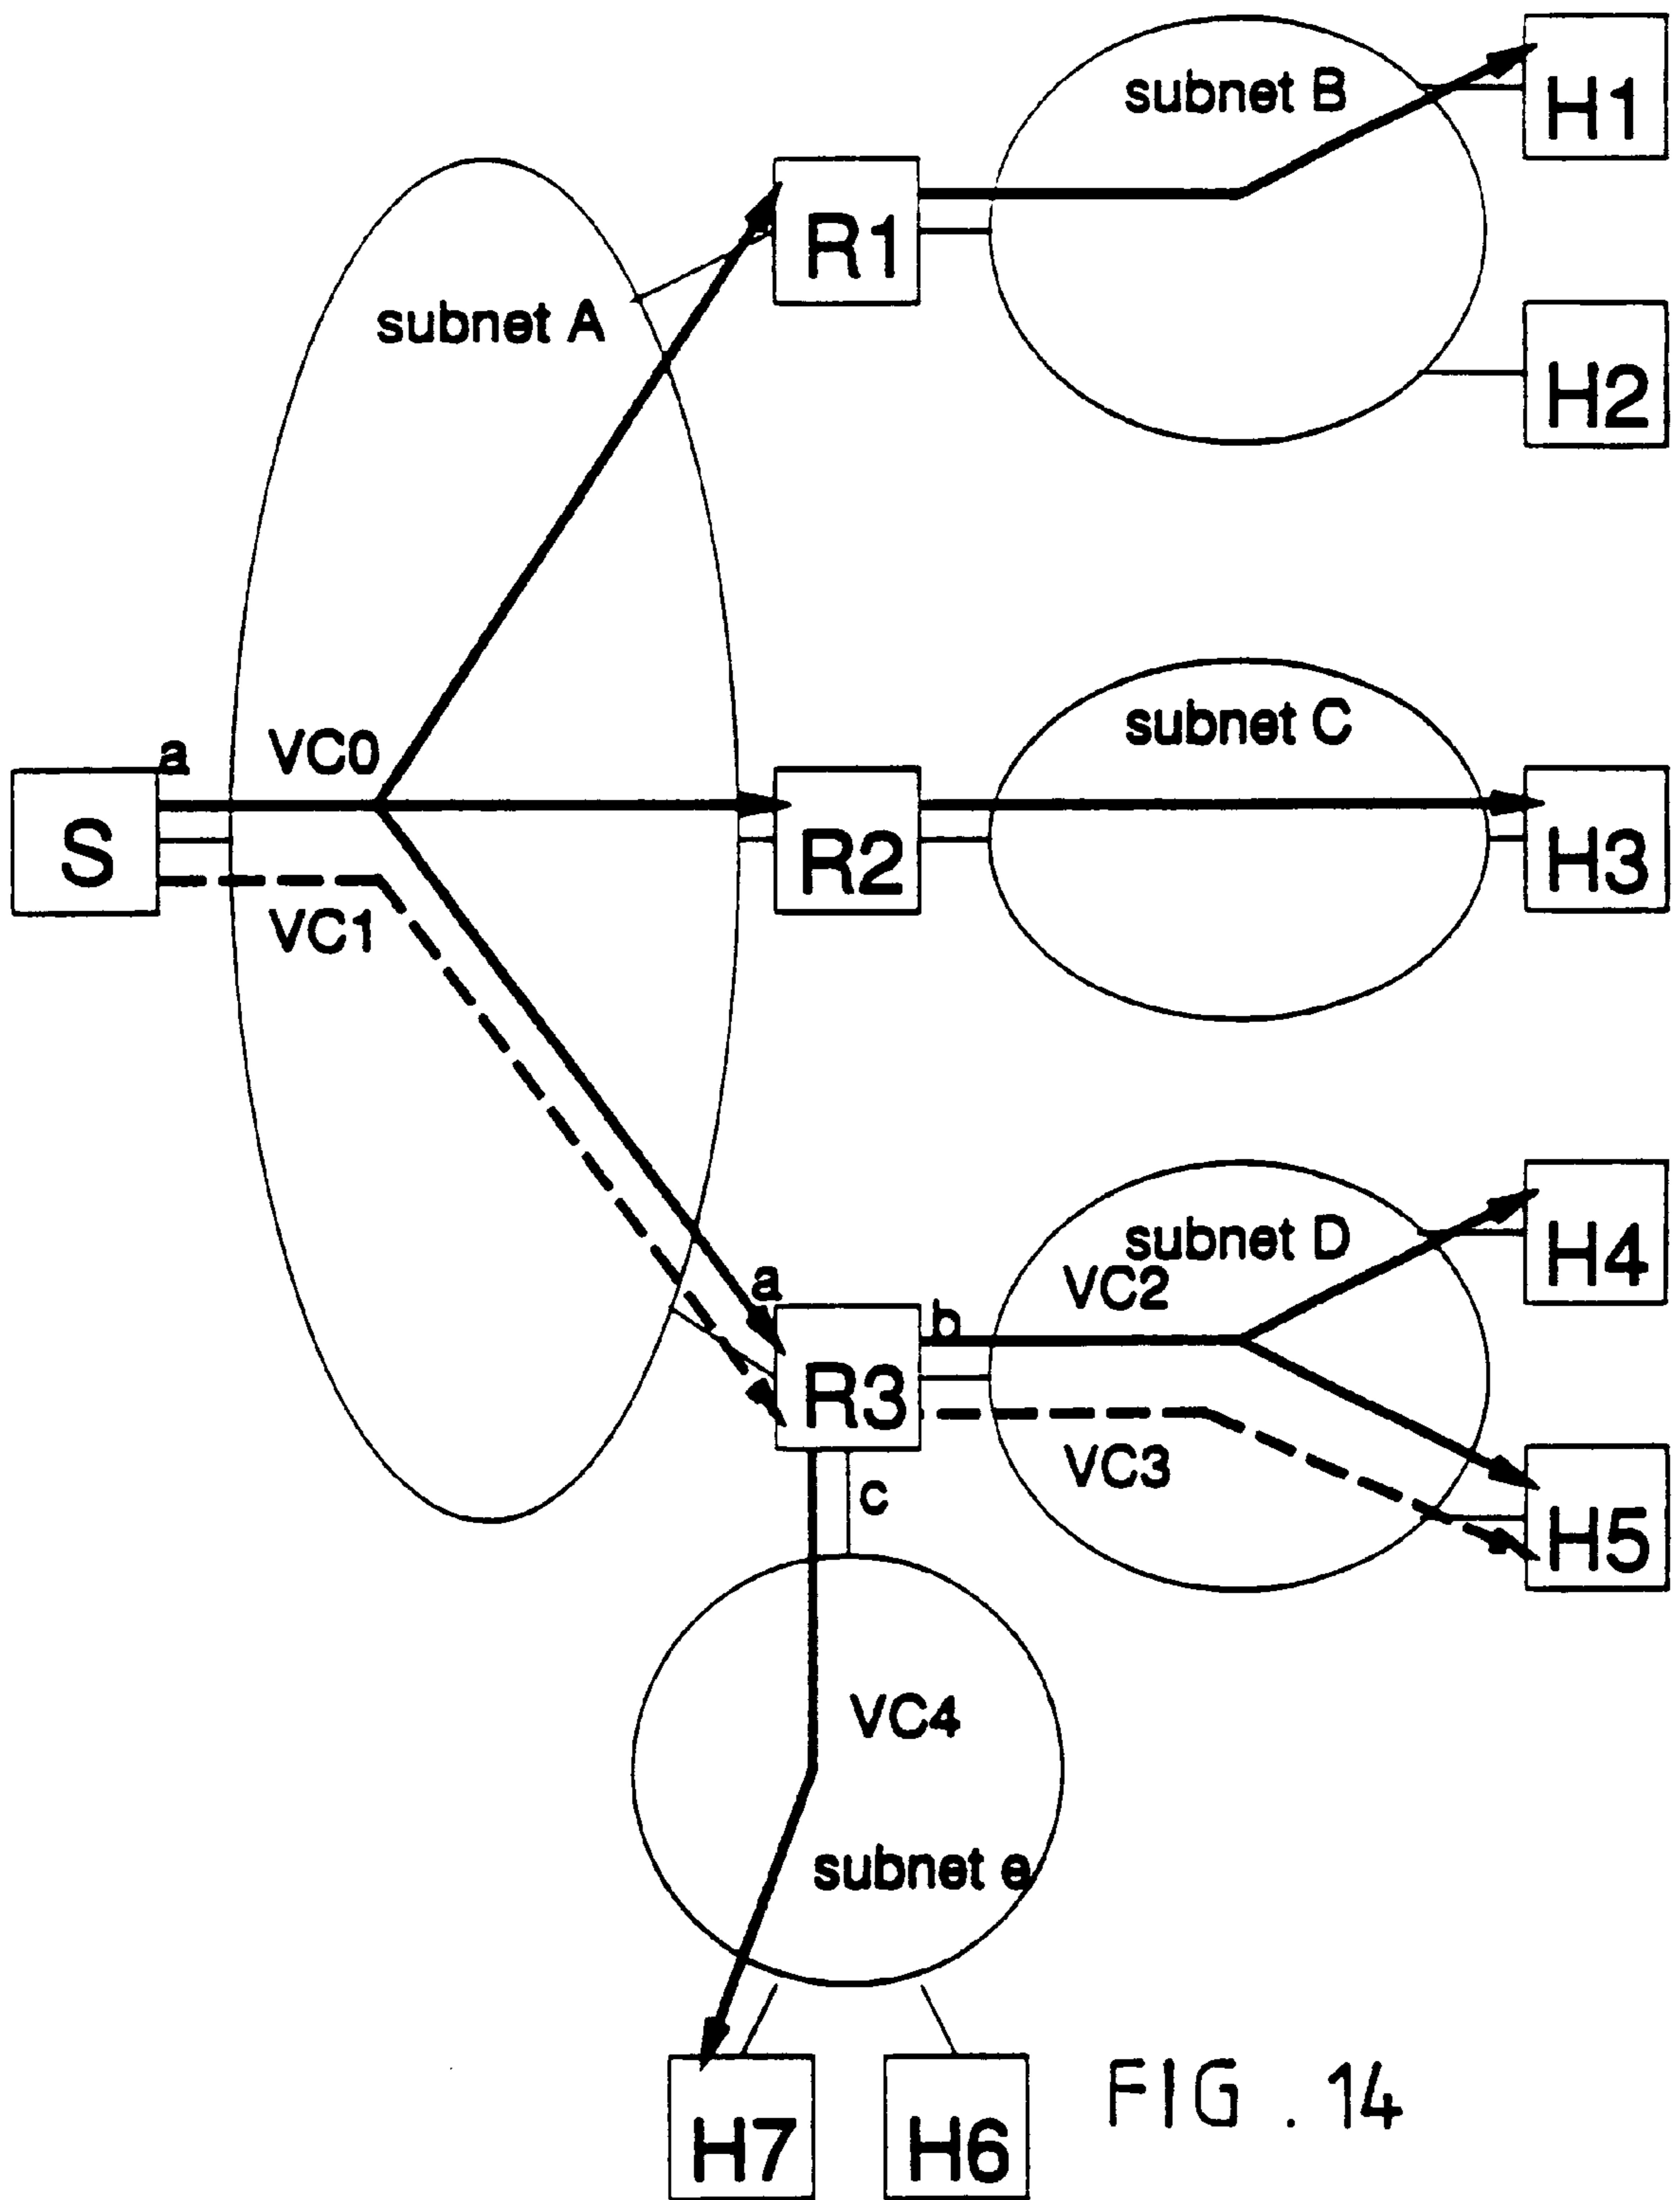 subnet B
H1
R1
subnet A
H2
a
VC0
subnet C
S
R2
H3
VC1
subnet D
H4
a
VC2
b
R3
VC3
c
H5
VC4
subnet e
H7
H6
FIG . 14